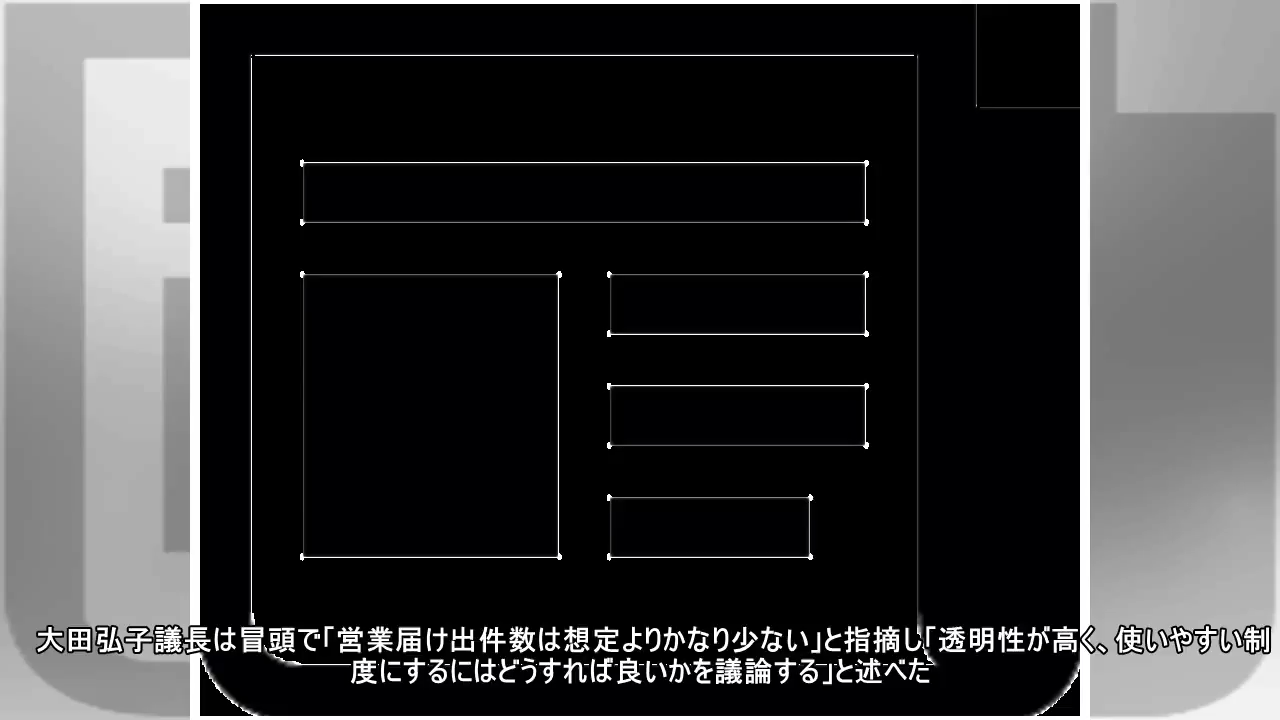 大田弘子議長は冒頭で「営業届け出件数は想定よりかなり少ない」と指摘し「透明性が高く、使いやすい制
度にするにはどうすれば良いかを議論する」と述べた